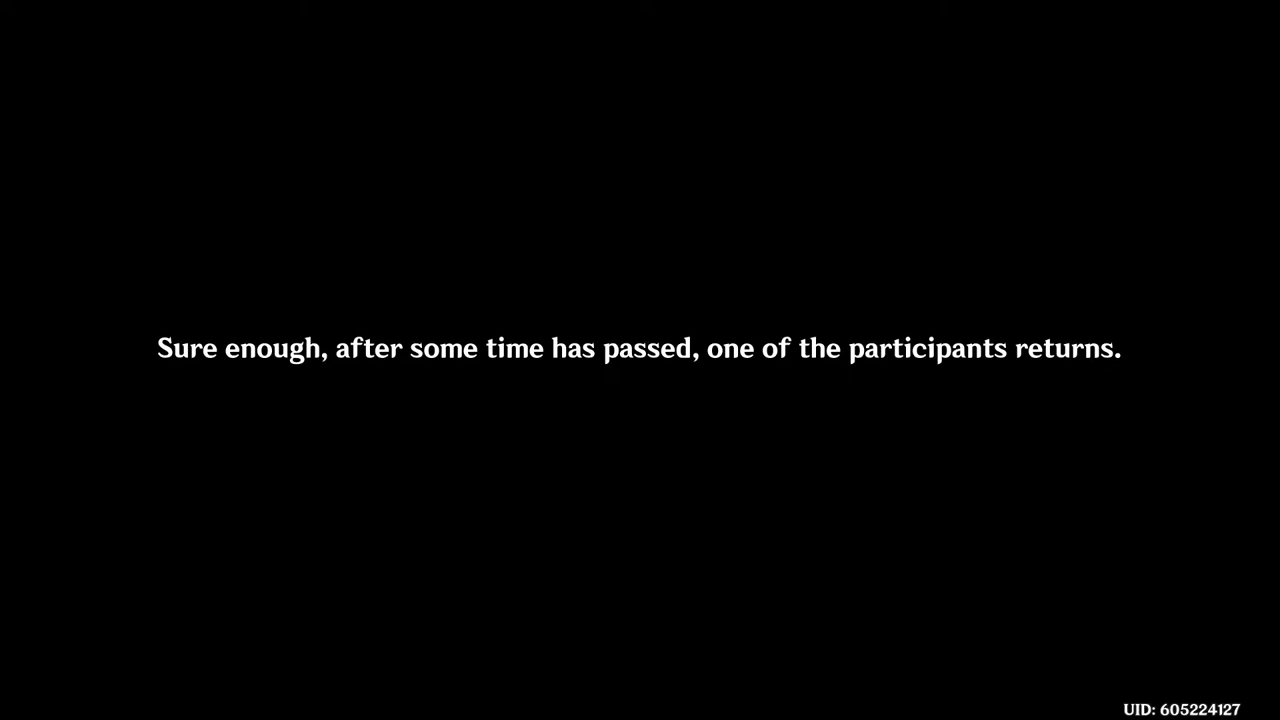 Sure enough, after some time has passed, one of the participants returns.
UID: 605224127